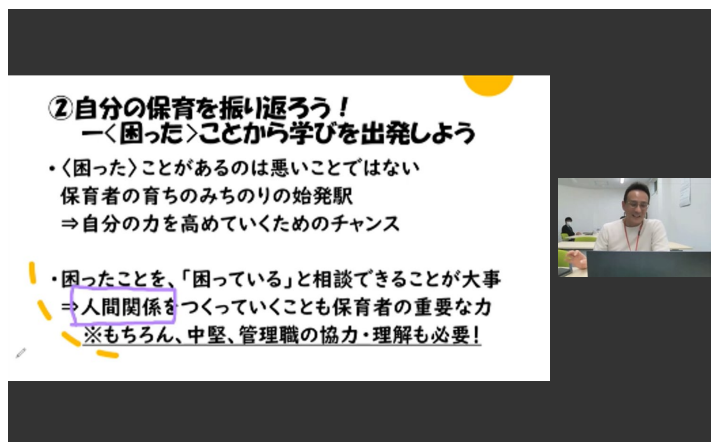 ②自分の保育を振り返ろう！
ー〈困った〉ことから学びを出発しよう
・〈困った〉ことがあるのは悪いことではない
保育者の育ちのみちのりの始発駅
⇒自分の力を高めていくためのチャンス
・困ったことを、「困っている」と相談できることが大事
⇒人間関係をつくっていくことも保育者の重要な力
※もちろん、中堅、管理職の協力・理解も必要！